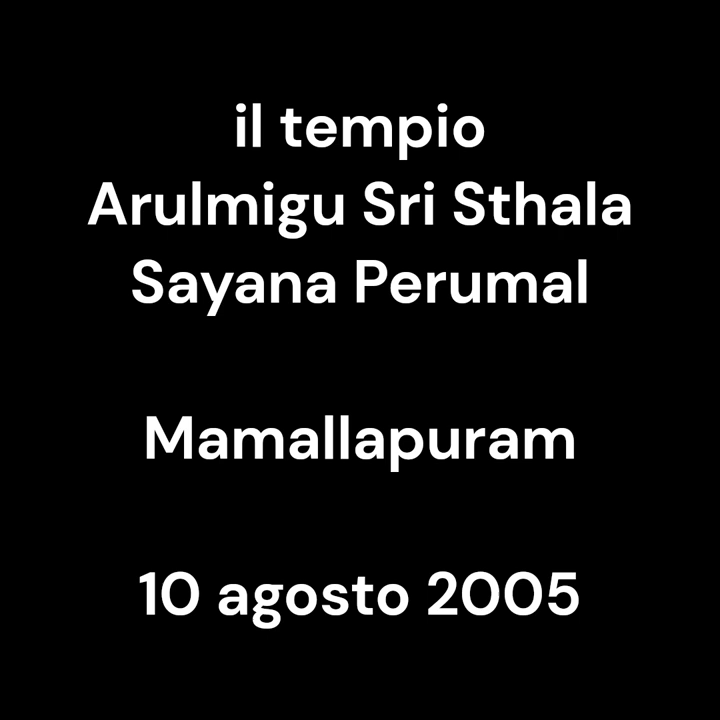 il tempio
Arulmigu Sri Sthala
Sayana Perumal
Mamallapuram
10 agosto 2005